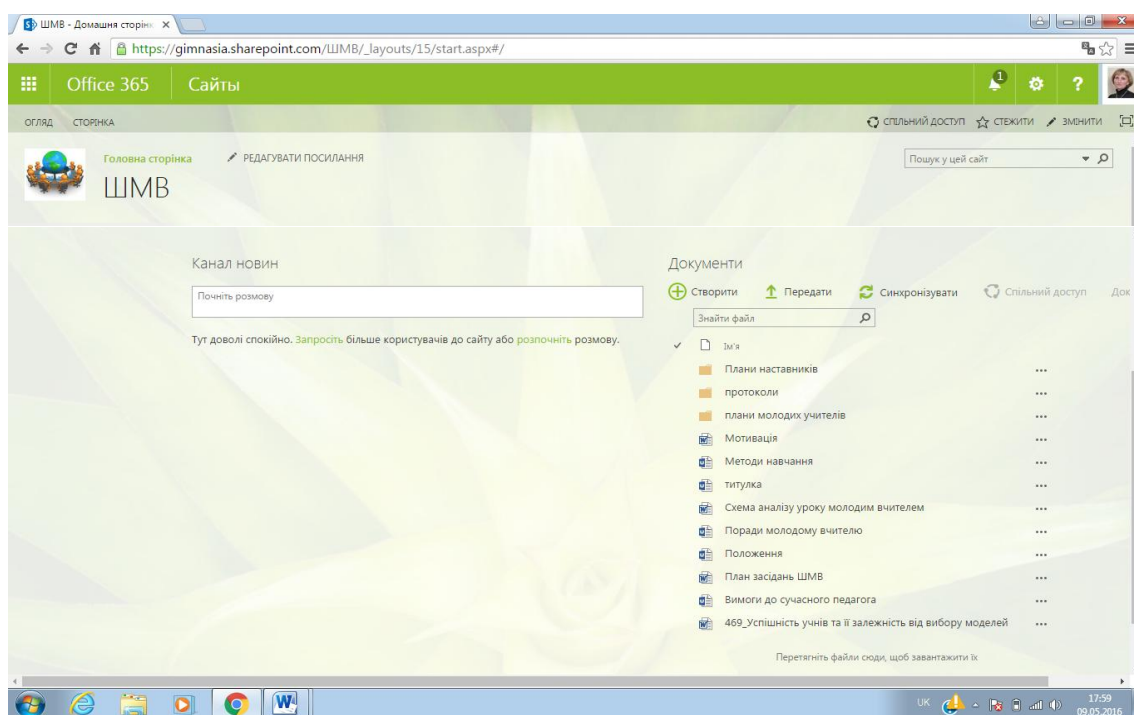 ШМВ - Домашня сторін
https://gimnasia.sharepoint.com/ШМВ/_layouts/15/start.aspx#/
Office 365 Сайты 1 ?
ОГЛЯД СТОРІНКА СПІЛЬНИЙ ДОСТУП СТЕЖИТИ ЗМІНИТИ
Головна сторінка РЕДАГУВАТИ ПОСИЛАННЯ Пошук у цей сайт
ШМВ
Канал новин Документи
Почніть розмову
Створити Передати Синхронізувати Спільний доступ Док
Знайти файл
Тут доволі спокійно. Запросіть більше користувачів до сайту або розпочніть розмову.
Ім'я
Плани наставників ...
протоколи ...
плани молодих учителів ...
Мотивація ...
Методи навчання ...
титулка ...
Схема аналізу уроку молодим вчителем ...
Поради молодому вчителю ...
Положення ...
План засідань ШМВ ...
Вимоги до сучасного педагога ...
469_Успішність учнів та її залежність від вибору моделей ...
Перетягніть файли сюди, щоб завантажити їх
UK 17:59
09.05.2016